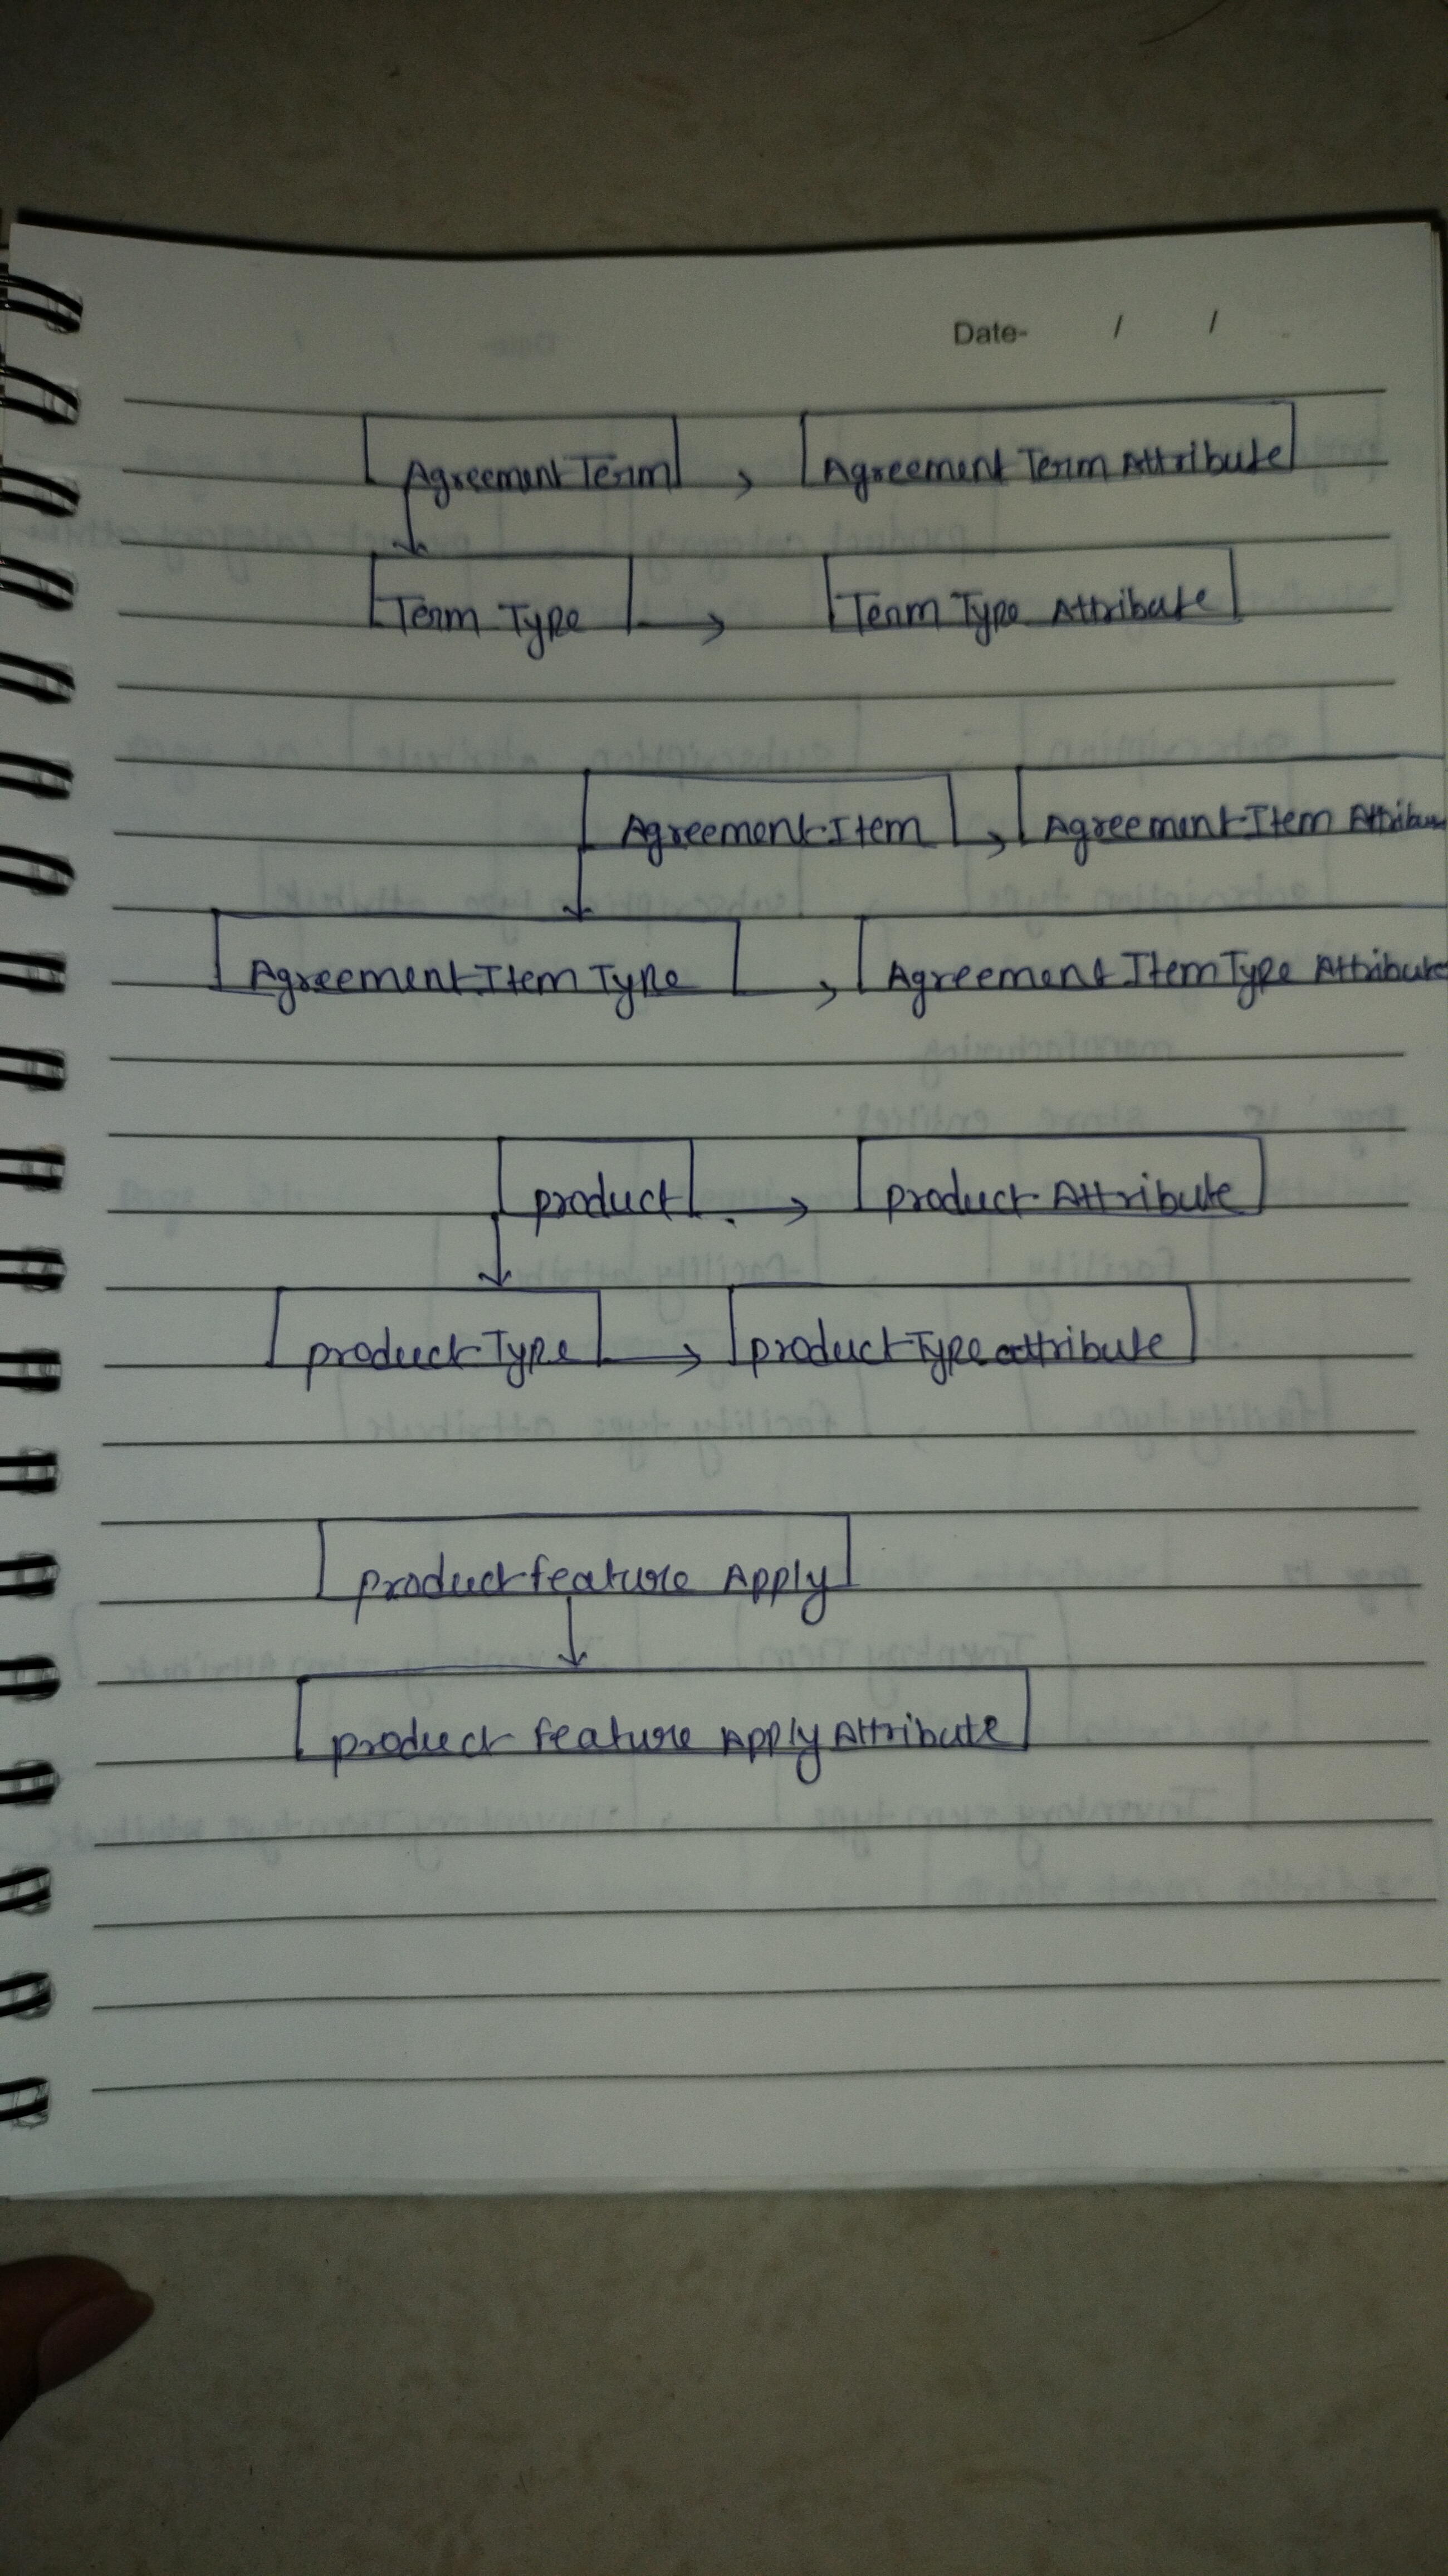 Date- / /
Agreement Term Agreement Term Attribute
Term Type Term Type Attribute
Agreement Item Agreement Item Attribu
Agreement Item Type Agreement Item Type Attribute
product product Attribute
product Type product Type attribute
product feature Apply
product feature Apply Attribute